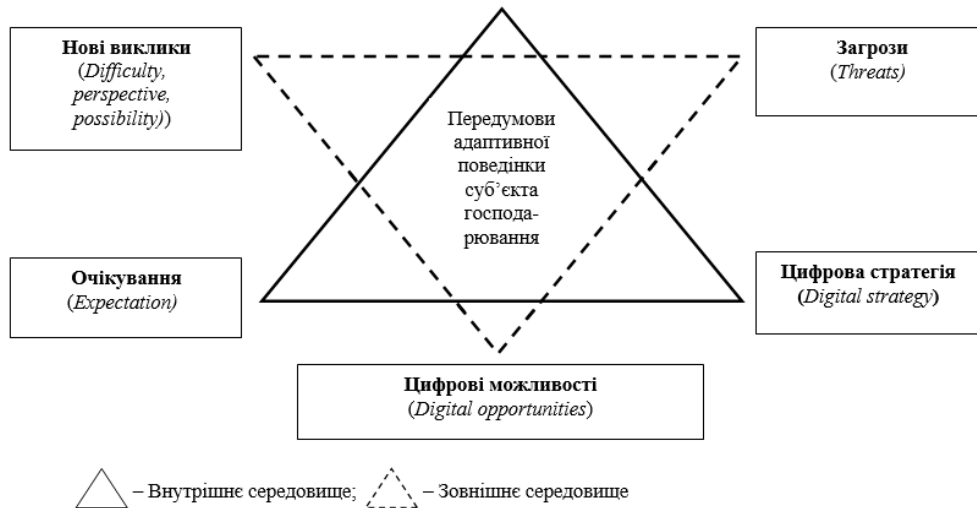 Нові виклики
(Difficulty,
perspective,
possibility))
Загрози
(Threats)
Передумови
адаптивної
поведінки
суб’єкта
господа-
рювання
Очікування
(Expectation)
Цифрова стратегія
(Digital strategy)
Цифрові можливості
(Digital opportunities)
– Внутрішнє середовище;
– Зовнішнє середовище